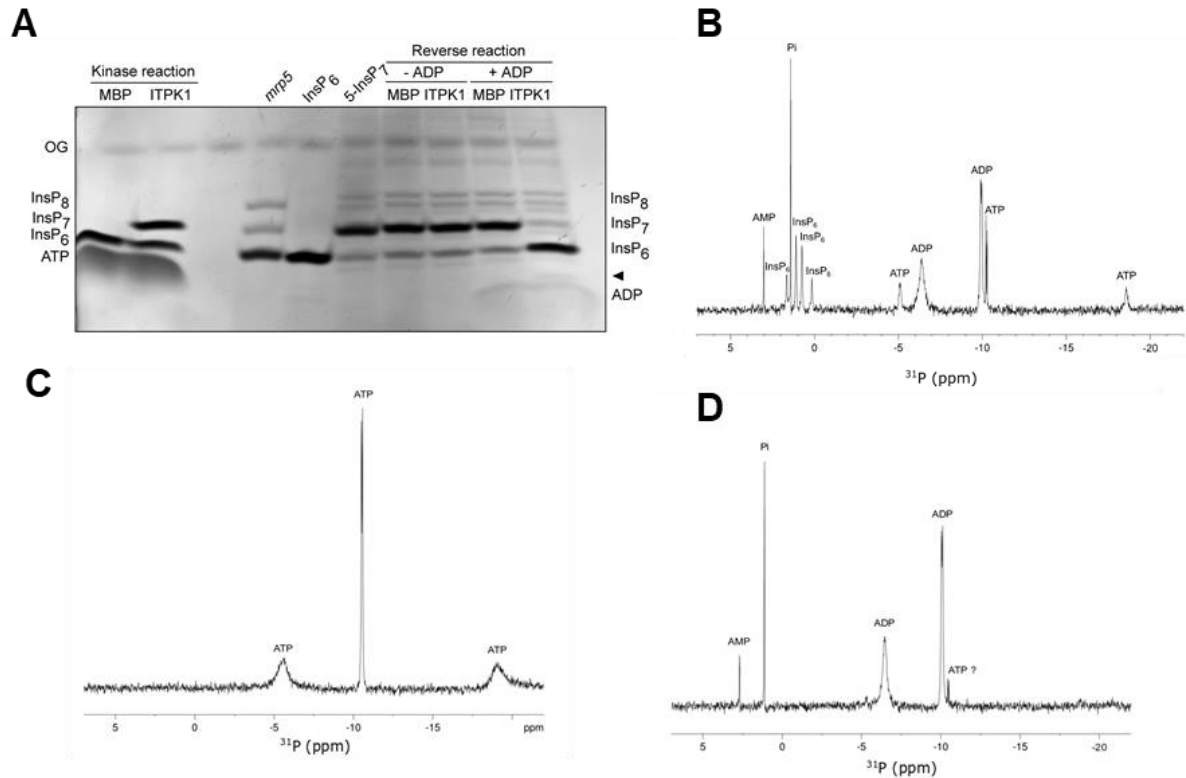 A
Reverse reaction
Kinase reaction
- ADP + ADP
MBP ITPK1
mrp5
InsP6
5-InsP7
MBP ITPK1 MBP ITPK1
OG
InsP8
InsP7
InsP6
ATP
InsP8
InsP7
InsP6
ADP
B
Pi
AMP
InsP6
InsP6
InsP6
InsP6
ATP
ADP
ADP
ATP
ATP
5 0 -5 -10 -15 -20
31P (ppm)
C
ATP
ATP
ATP
5 0 -5 -10 -15 ppm
31P (ppm)
D
Pi
AMP
ADP
ADP
ATP ?
5 0 -5 -10 -15 -20
31P (ppm)